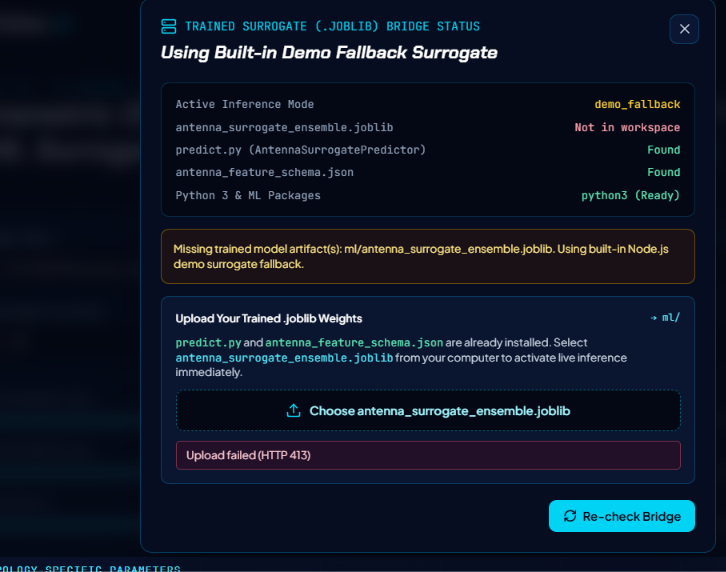 TRAINED SURROGATE (.JOBLIB) BRIDGE STATUS
Using Built-in Demo Fallback Surrogate
Active Inference Mode demo_fallback
antenna_surrogate_ensemble.joblib Not in workspace
predict.py (AntennaSurrogatePredictor) Found
antenna_feature_schema.json Found
Python 3 & ML Packages python3 (Ready)
Missing trained model artifact(s): ml/antenna_surrogate_ensemble.joblib. Using built-in Node.js
demo surrogate fallback.
Upload Your Trained .joblib Weights → ml/
predict.py and antenna_feature_schema.json are already installed. Select
antenna_surrogate_ensemble.joblib from your computer to activate live inference
immediately.
Choose antenna_surrogate_ensemble.joblib
Upload failed (HTTP 413)
Re-check Bridge
SPECIFIC PARAMETERS